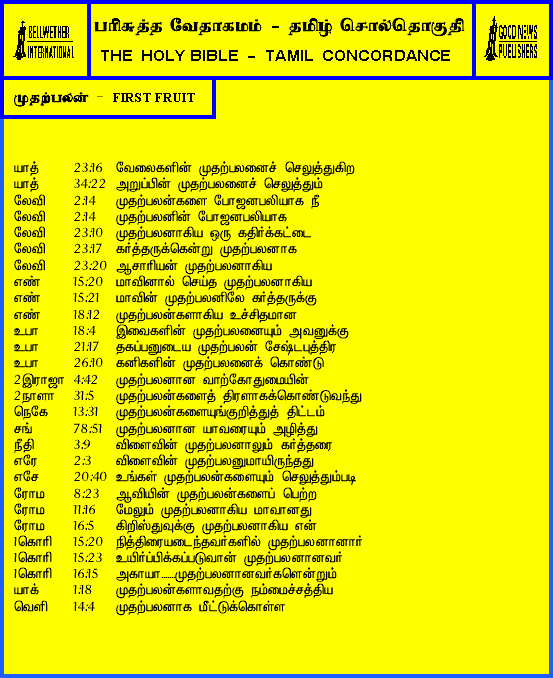 BELLWETHER
INTERNATIONAL
பரிசுத்த வேதாகமம் - தமிழ் சொல்தொகுதி
THE HOLY BIBLE - TAMIL CONCORDANCE
GOOD NEWS
PUBLISHERS
முதற்பலன் - FIRST FRUIT
யாத் 23:16 வேலைகளின் முதற்பலனைச் செலுத்துகிற
யாத் 34:22 அறுப்பின் முதற்பலனைச் செலுத்தும்
லேவி 2:14 முதற்பலன்களை போஜனபலியாக நீ
லேவி 2:14 முதற்பலனின் போஜனபலியாக
லேவி 23:10 முதற்பலனாகிய ஒரு கதிர்க்கட்டை
லேவி 23:17 கர்த்தருக்கென்று முதற்பலனாக
லேவி 23:20 ஆசாரியன் முதற்பலனாகிய
எண் 15:20 மாவினால் செய்த முதற்பலனாகிய
எண் 15:21 மாவின் முதற்பலனிலே கர்த்தருக்கு
எண் 18:12 முதற்பலன்களாகிய உச்சிதமான
உபா 18:4 இவைகளின் முதற்பலனையும் அவனுக்கு
உபா 21:17 தகப்பனுடைய முதற்பலன் சேஷ்டபுத்திர
உபா 26:10 கனிகளின் முதற்பலனைக் கொண்டு
2இராஜா 4:42 முதற்பலனான வாற்கோதுமையின்
2நாளா 31:5 முதற்பலன்களைத் திரளாகக்கொண்டுவந்து
நெகே 13:31 முதற்பலன்களையுங்குறித்துத் திட்டம்
சங் 78:51 முதற்பலனான யாவரையும் அழித்து
நீதி 3:9 விளைவின் முதற்பலனாலும் கர்த்தரை
எரே 2:3 விளைவின் முதற்பலனுமாயிருந்தது
எசே 20:40 உங்கள் முதற்பலன்களையும் செலுத்தும்படி
ரோம 8:23 ஆவியின் முதற்பலன்களைப் பெற்ற
ரோம 11:16 மேலும் முதற்பலனாகிய மாவானது
ரோம 16:5 கிறிஸ்துவுக்கு முதற்பலனாகிய என்
1கொரி 15:20 நித்திரையடைந்தவர்களில் முதற்பலனானார்
1கொரி 15:23 உயிர்ப்பிக்கப்படுவான் முதற்பலனானவர்
1கொரி 16:15 அகாயா......முதற்பலனானவர்களென்றும்
யாக் 1:18 முதற்பலன்களாவதற்கு நம்மைச்சத்திய
வெளி 14:4 முதற்பலனாக மீட்டுக்கொள்ள